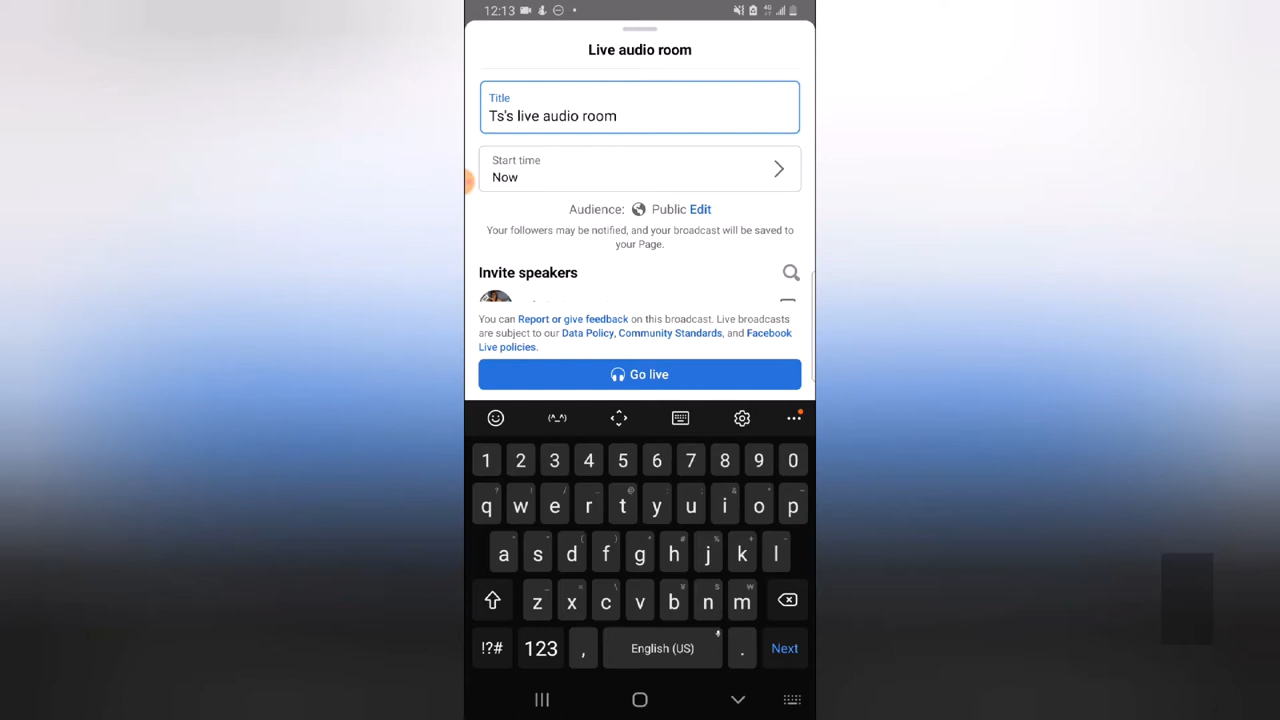 12:13
Live audio room
Title
Ts's live audio room
Start time
Now
Audience: Public Edit
Your followers may be notified, and your broadcast will be saved to
your Page.
Invite speakers
You can Report or give feedback on this broadcast. Live broadcasts
are subject to our Data Policy, Community Standards, and Facebook
Live policies.
Go live
1 2 3 4 5 6 7 8 9 0
q w e r t y u i o p
a s d f g h j k l
z x c v b n m
!?# 123 , English (US) . Next